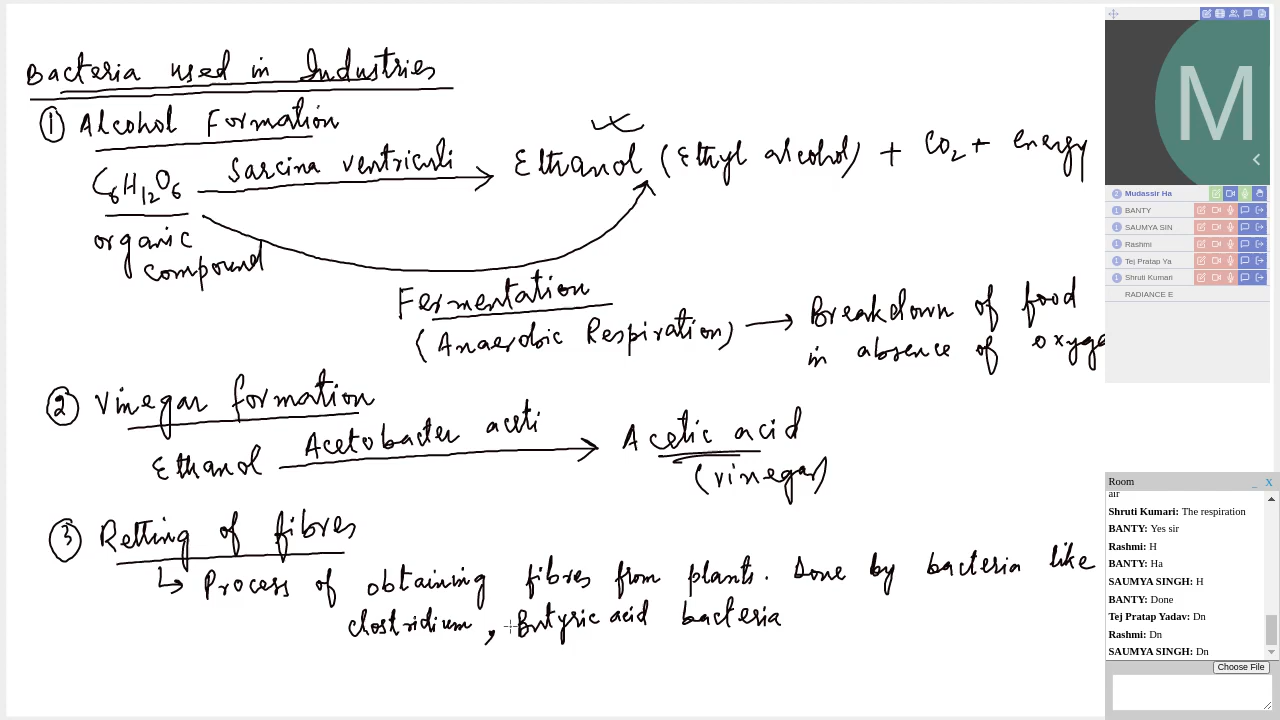 Bacteria used in Industries
① Alcohol Formation
C6H12O6 Sarcina ventriculi Ethanol (Ethyl alcohol) + CO2 + energy
organic
compound
Fermentation
(Anaerobic Respiration) → Breakdown of food
in absence of oxyge
② Vinegar formation
Ethanol Acetobacter aceti Acetic acid
(vinegar)
③ Retting of fibres
↳ Process of obtaining fibres from plants. Done by bacteria like
clostridium, Butyric acid bacteria
M
Mudassir Ha
BANTY
SAUMYA SIN
Rashmi
Tej Pratap Ya
Shruti Kumari
RADIANCE E
Room _ X
air
Shruti Kumari: The respiration
BANTY: Yes sir
Rashmi: H
BANTY: Ha
SAUMYA SINGH: H
BANTY: Done
Tej Pratap Yadav: Dn
Rashmi: Dn
SAUMYA SINGH: Dn
Choose File